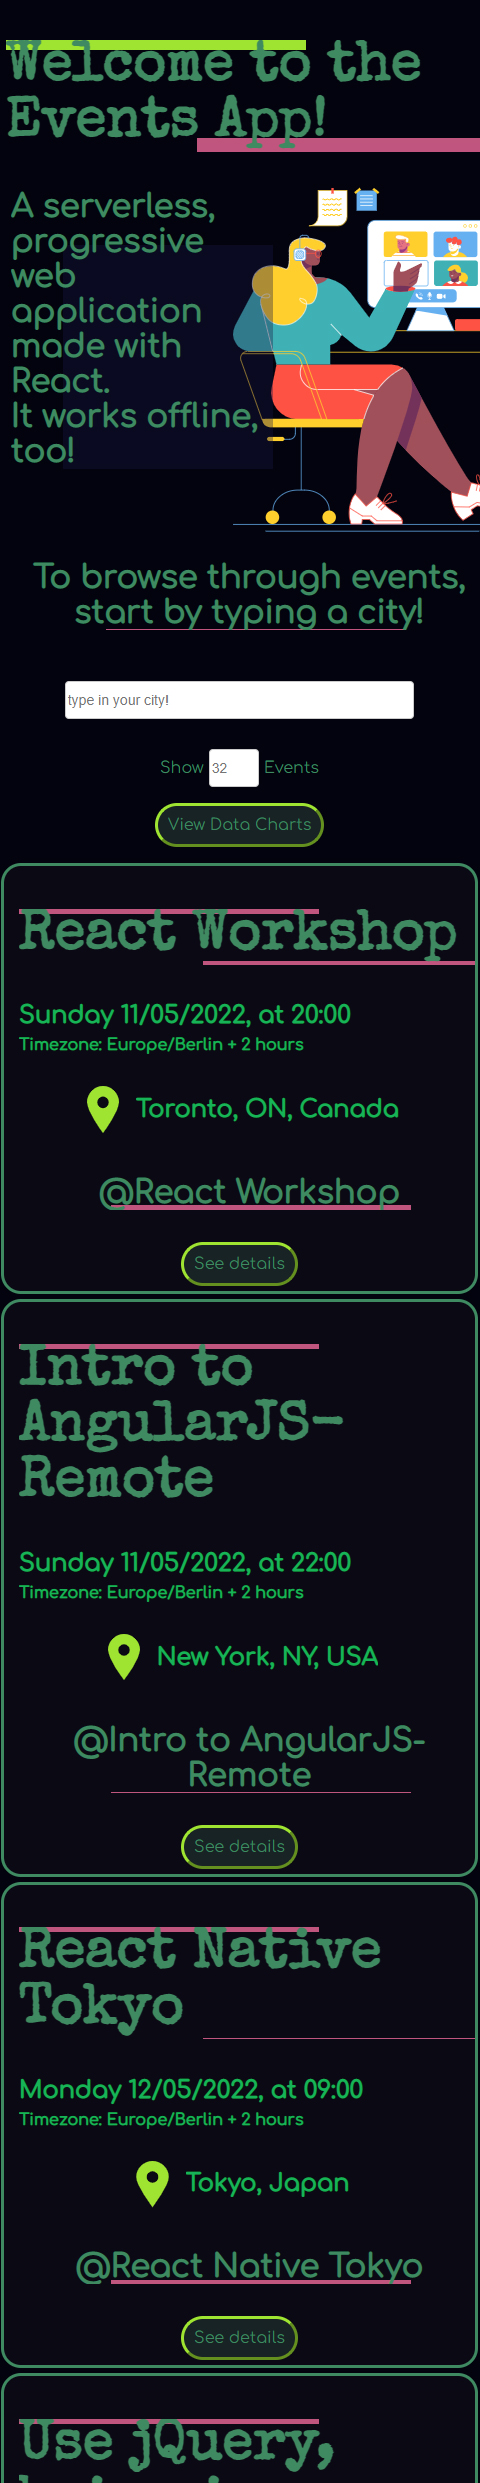 Welcome to the
Events App!
A serverless,
progressive
web
application
made with
React.
It works offline,
too!
To browse through events,
start by typing a city!
type in your city!
Show 32 Events
View Data Charts
React Workshop
Sunday 11/05/2022, at 20:00
Timezone: Europe/Berlin + 2 hours
Toronto, ON, Canada
@React Workshop
See details
Intro to
AngularJS-
Remote
Sunday 11/05/2022, at 22:00
Timezone: Europe/Berlin + 2 hours
New York, NY, USA
@Intro to AngularJS-
Remote
See details
React Native
Tokyo
Monday 12/05/2022, at 09:00
Timezone: Europe/Berlin + 2 hours
Tokyo, Japan
@React Native Tokyo
See details
Use jQuery,